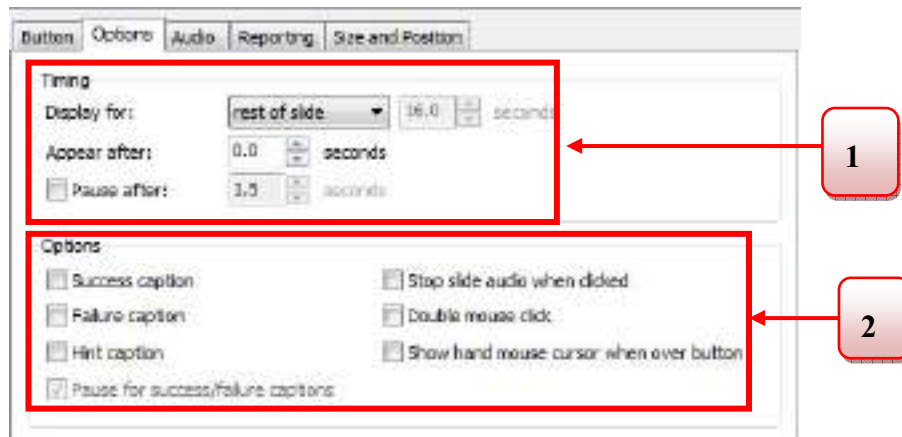 Button Options Audio Reporting Size and Position
Timing
Display for: rest of slide 16.0 seconds
Appear after: 0.0 seconds
Pause after: 1.5 seconds
1
Options
Success caption Stop slide audio when clicked
Failure caption Double mouse click
Hint caption Show hand mouse cursor when over button
Pause for success/failure captions
2